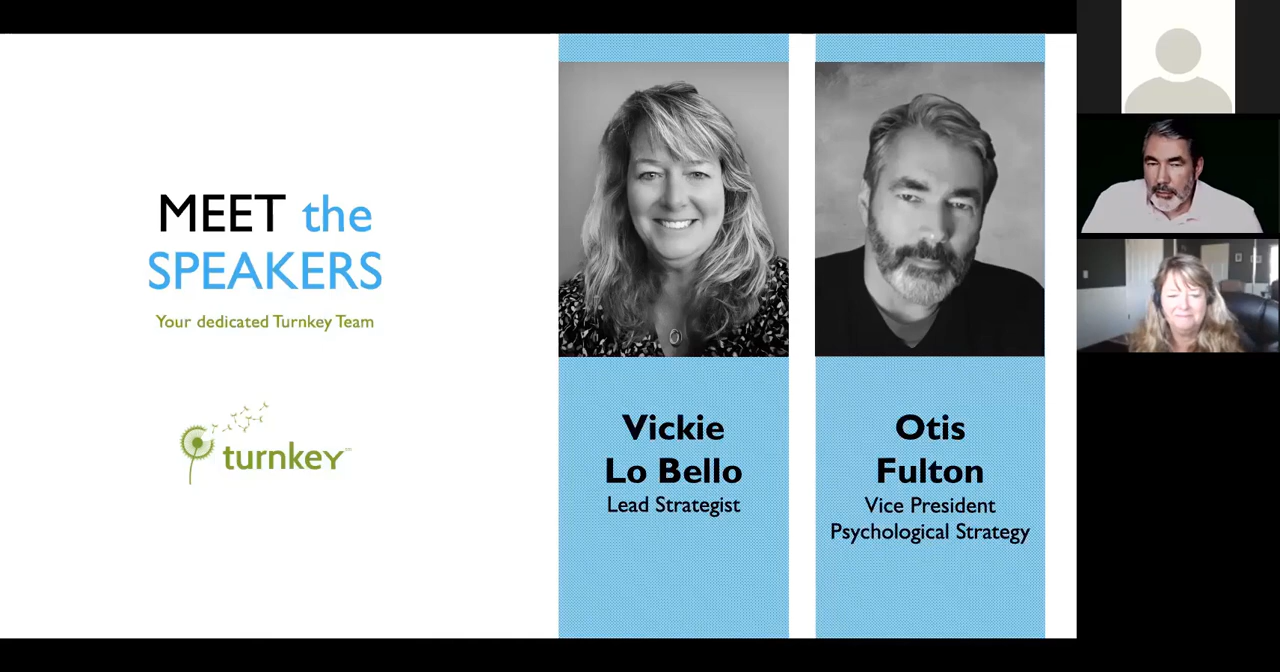 MEET the
SPEAKERS
Your dedicated Turnkey Team
turnkey
Vickie
Lo Bello
Lead Strategist
Otis
Fulton
Vice President
Psychological Strategy